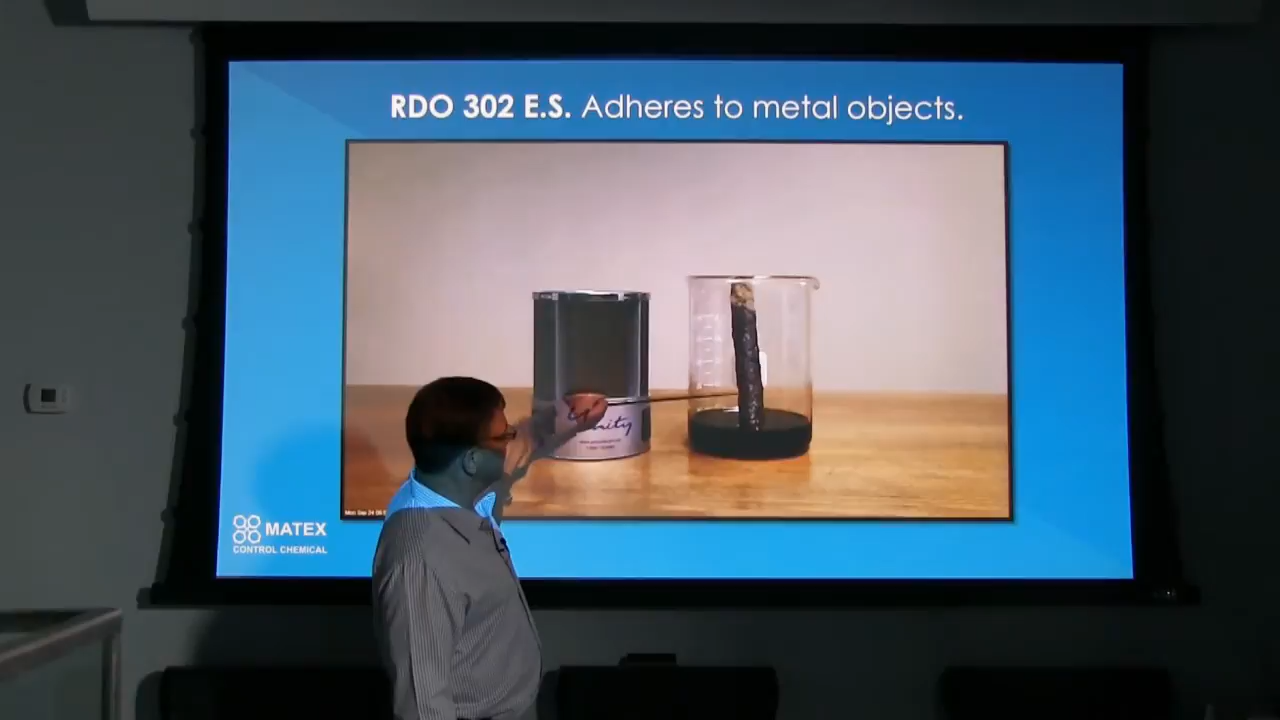 RDO 302 E.S. Adheres to metal objects.
MATEX
CONTROL CHEMICAL